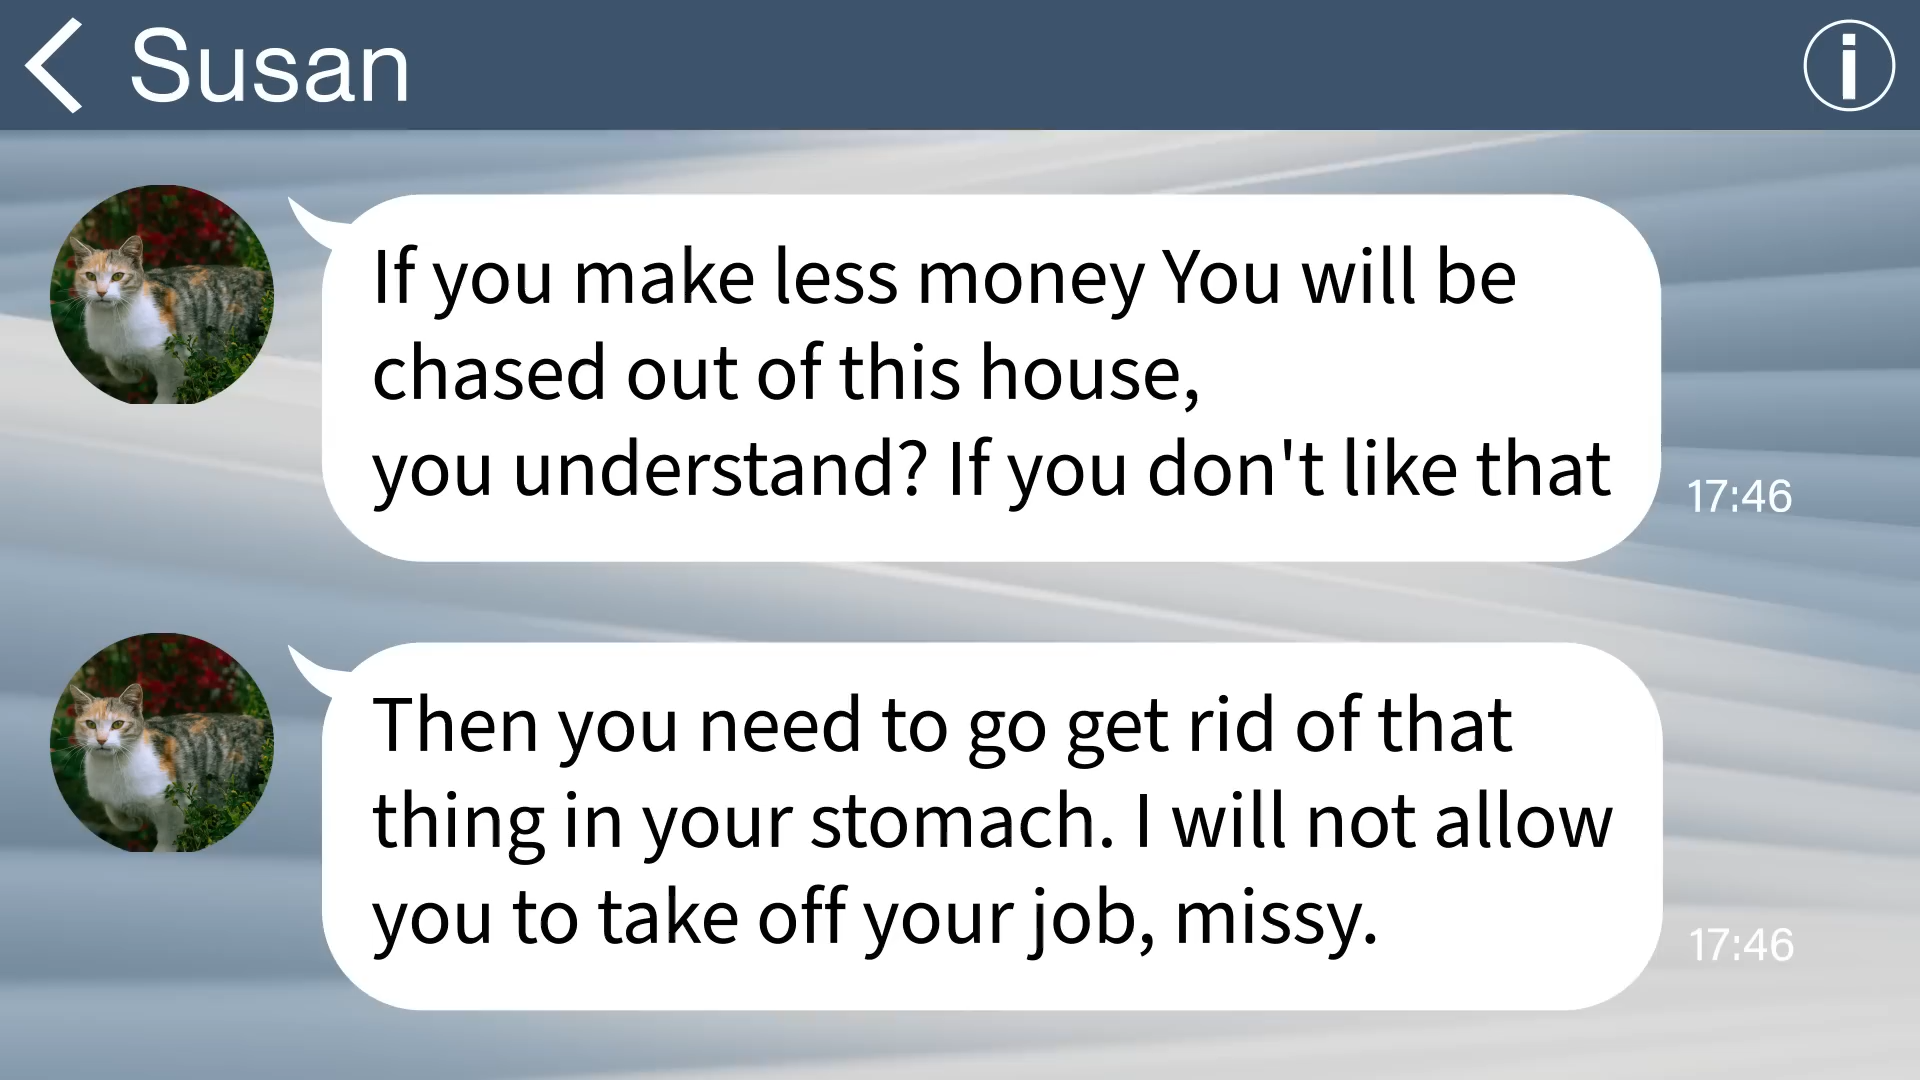 Susan
If you make less money You will be
chased out of this house,
you understand? If you don't like that
17:46
Then you need to go get rid of that
thing in your stomach. I will not allow
you to take off your job, missy.
17:46